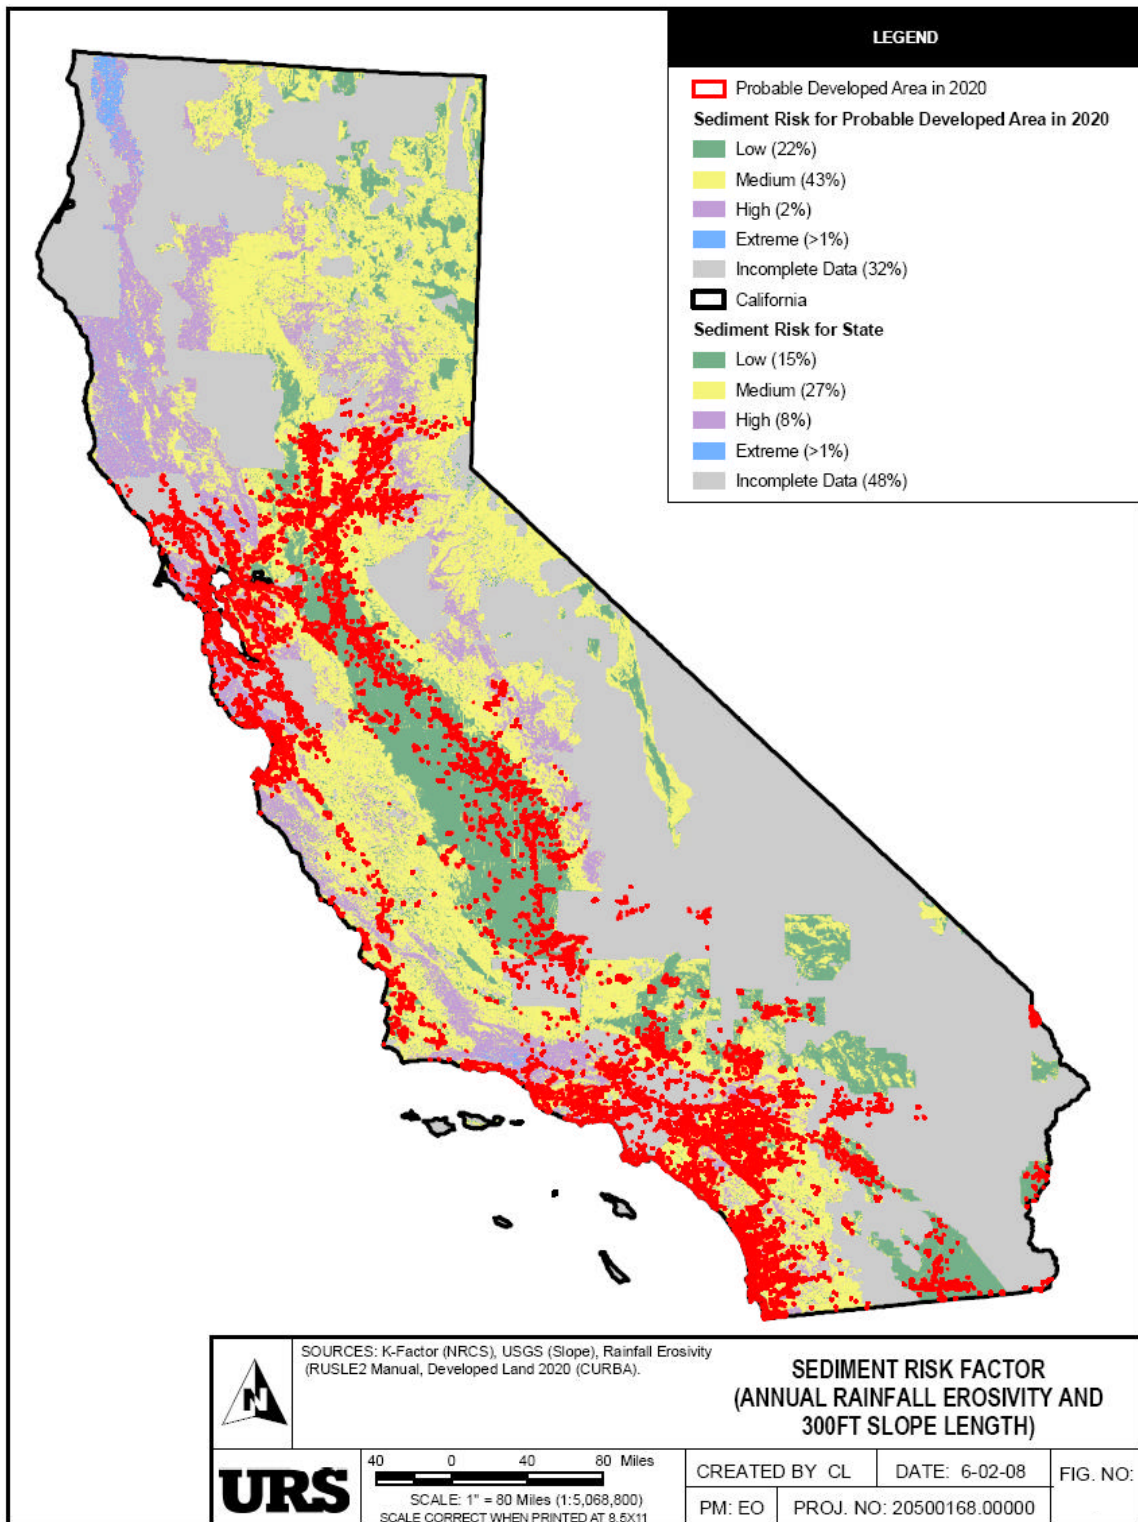 LEGEND
Probable Developed Area in 2020
Sediment Risk for Probable Developed Area in 2020
Low (22%)
Medium (43%)
High (2%)
Extreme (>1%)
Incomplete Data (32%)
California
Sediment Risk for State
Low (15%)
Medium (27%)
High (8%)
Extreme (>1%)
Incomplete Data (48%)
N
SOURCES: K-Factor (NRCS), USGS (Slope), Rainfall Erosivity
(RUSLE2 Manual, Developed Land 2020 (CURBA).
SEDIMENT RISK FACTOR
(ANNUAL RAINFALL EROSIVITY AND
300FT SLOPE LENGTH)
URS
40 0 40 80 Miles
SCALE: 1" = 80 Miles (1:5,068,800)
SCALE CORRECT WHEN PRINTED AT 8.5X11
CREATED BY CL
DATE: 6-02-08
FIG. NO:
PM: EO
PROJ. NO: 20500168.00000